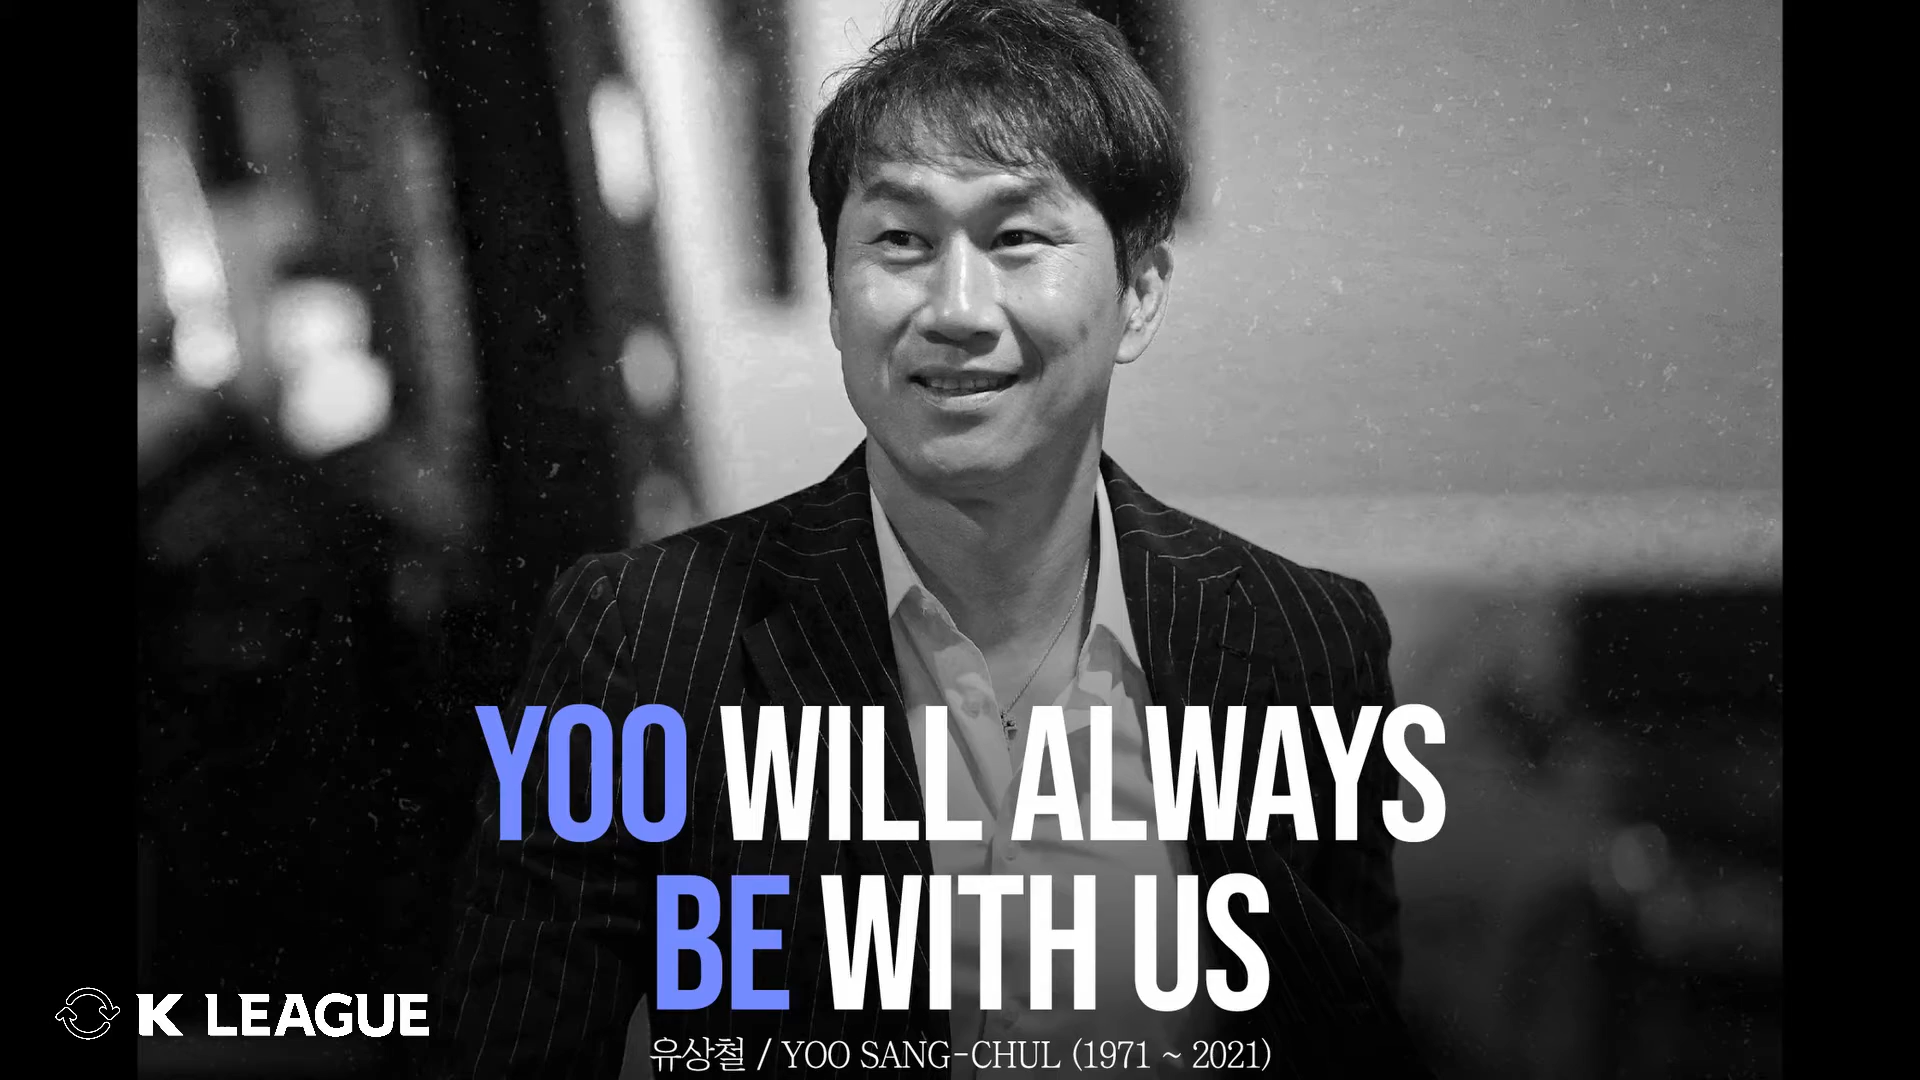 YOO WILL ALWAYS
BE WITH US
K LEAGUE
유상철 / YOO SANG-CHUL (1971 ~ 2021)